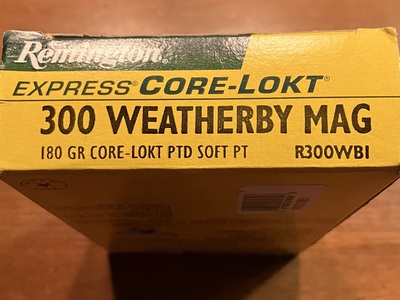 Remington®
EXPRESS® CORE-LOKT®
300 WEATHERBY MAG
180 GR CORE-LOKT PTD SOFT PT R300WB1